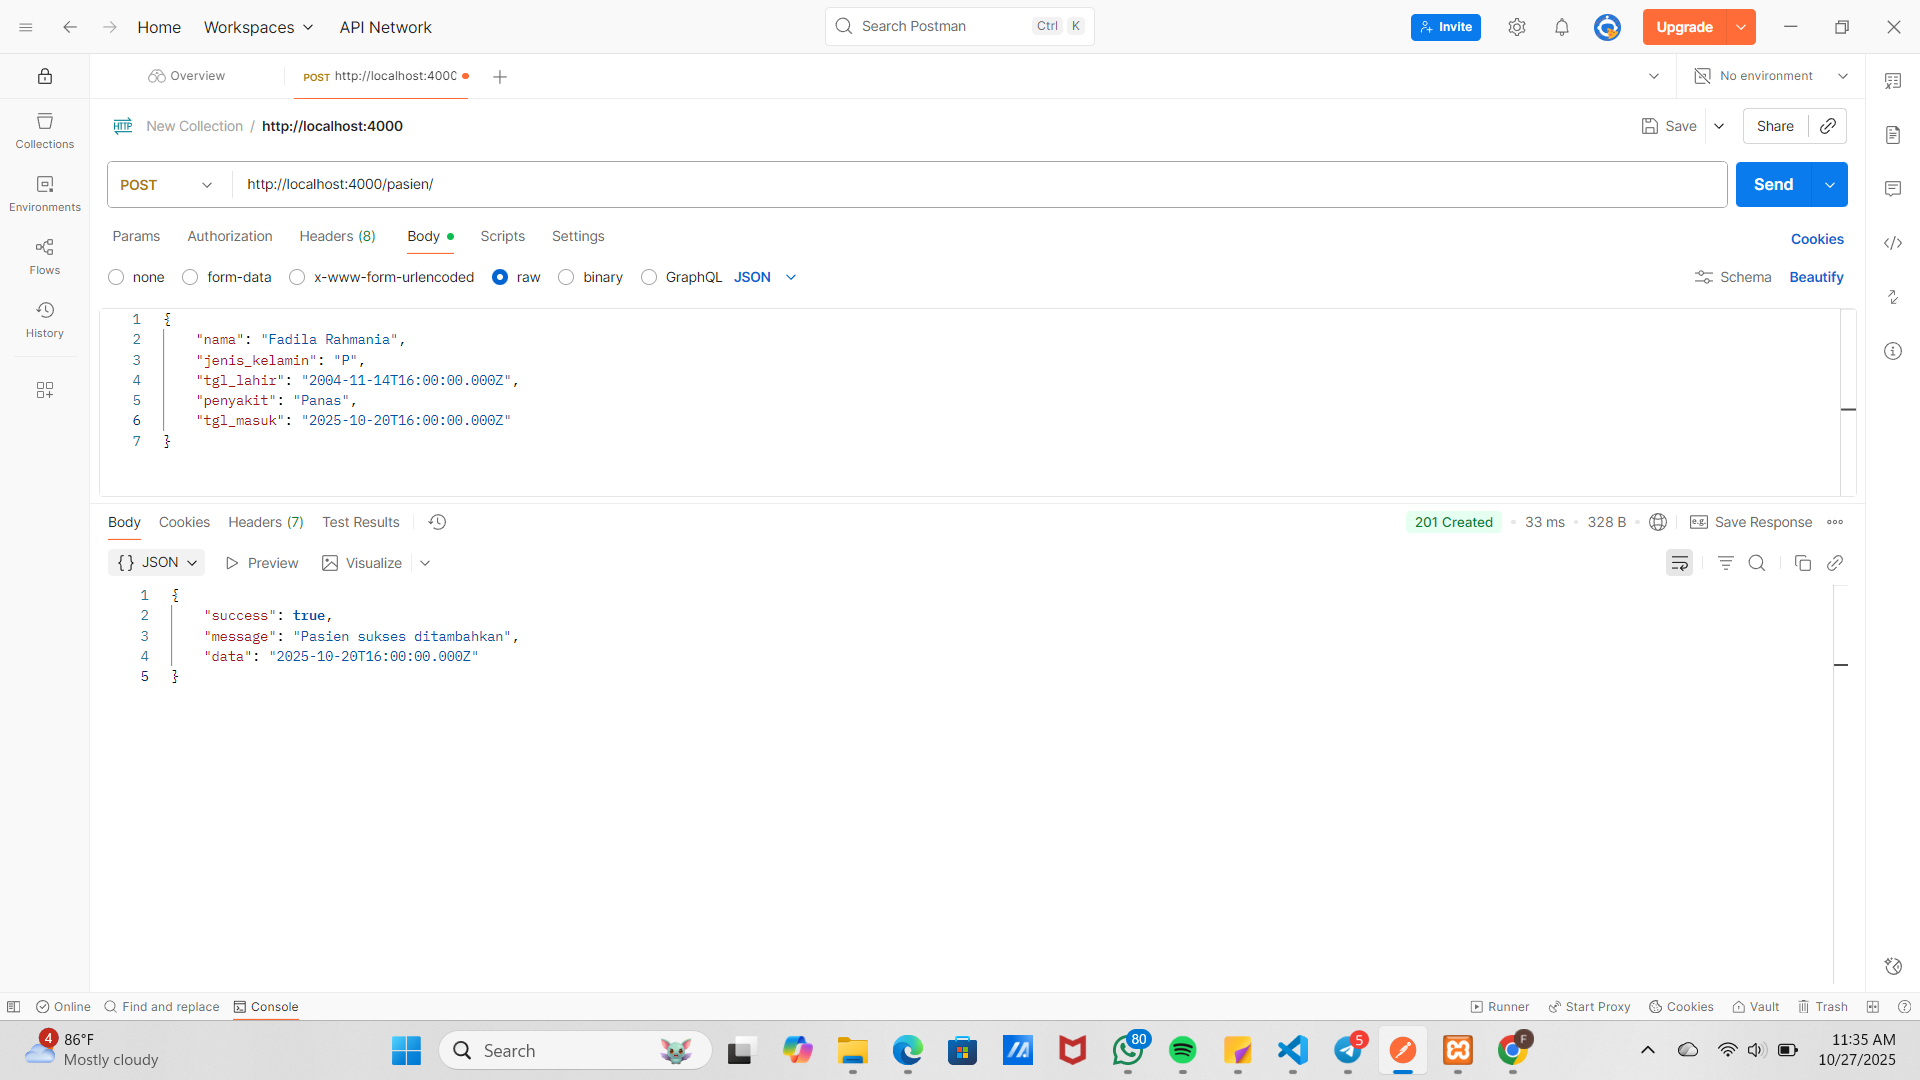 Home
Workspaces
API Network
Search Postman
Ctrl
K
Invite
Upgrade
Overview
POST http://localhost:4000
No environment
HTTP New Collection / http://localhost:4000
Save
Share
Collections
Environments
Flows
History
POST
http://localhost:4000/pasien/
Send
Params
Authorization
Headers (8)
Body
Scripts
Settings
Cookies
none
form-data
x-www-form-urlencoded
raw
binary
GraphQL
JSON
Schema
Beautify
1 {
2 "nama": "Fadila Rahmania",
3 "jenis_kelamin": "P",
4 "tgl_lahir": "2004-11-14T16:00:00.000Z",
5 "penyakit": "Panas",
6 "tgl_masuk": "2025-10-20T16:00:00.000Z"
7 }
Body
Cookies
Headers (7)
Test Results
201 Created
33 ms
328 B
e.g. Save Response
{} JSON
Preview
Visualize
1 {
2 "success": true,
3 "message": "Pasien sukses ditambahkan",
4 "data": "2025-10-20T16:00:00.000Z"
5 }
Online
Find and replace
Console
Runner
Start Proxy
Cookies
Vault
Trash
4
86°F
Mostly cloudy
Search
80
5
F
11:35 AM
10/27/2025